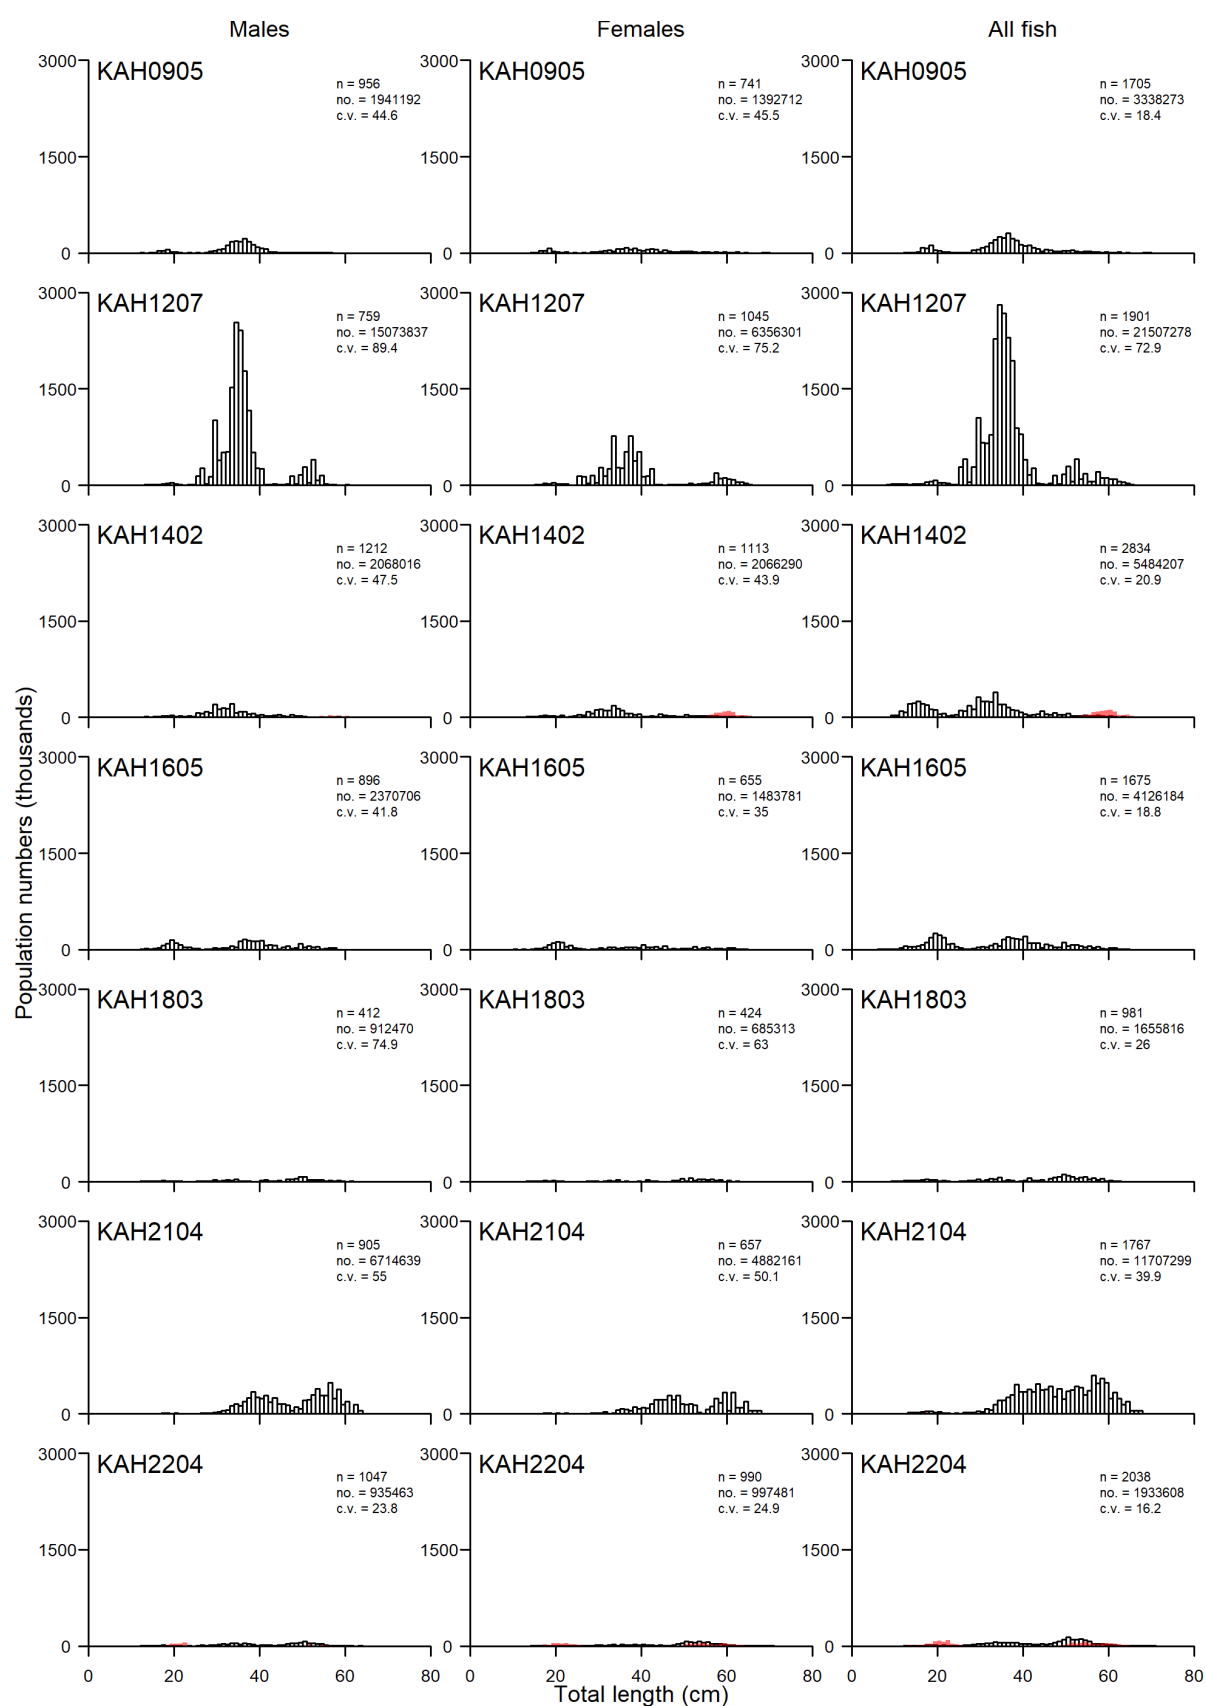 Males Females All fish
KAH0905 KAH0905 KAH0905
n = 956 n = 741 n = 1705
no. = 1941192 no. = 1392712 no. = 3338273
c.v. = 44.6 c.v. = 45.5 c.v. = 18.4
3000 3000 3000
1500 1500 1500
0 0 0
KAH1207 KAH1207 KAH1207
n = 759 n = 1045 n = 1901
no. = 15073837 no. = 6356301 no. = 21507278
c.v. = 89.4 c.v. = 75.2 c.v. = 72.9
3000 3000 3000
1500 1500 1500
0 0 0
KAH1402 KAH1402 KAH1402
n = 1212 n = 1113 n = 2834
no. = 2068016 no. = 2066290 no. = 5484207
c.v. = 47.5 c.v. = 43.9 c.v. = 20.9
3000 3000 3000
1500 1500 1500
0 0 0
Population numbers (thousands)
KAH1605 KAH1605 KAH1605
n = 896 n = 655 n = 1675
no. = 2370706 no. = 1483781 no. = 4126184
c.v. = 41.8 c.v. = 35 c.v. = 18.8
3000 3000 3000
1500 1500 1500
0 0 0
KAH1803 KAH1803 KAH1803
n = 412 n = 424 n = 981
no. = 912470 no. = 685313 no. = 1655816
c.v. = 74.9 c.v. = 63 c.v. = 26
3000 3000 3000
1500 1500 1500
0 0 0
KAH2104 KAH2104 KAH2104
n = 905 n = 657 n = 1767
no. = 6714639 no. = 4882161 no. = 11707299
c.v. = 55 c.v. = 50.1 c.v. = 39.9
3000 3000 3000
1500 1500 1500
0 0 0
KAH2204 KAH2204 KAH2204
n = 1047 n = 990 n = 2038
no. = 935463 no. = 997481 no. = 1933608
c.v. = 23.8 c.v. = 24.9 c.v. = 16.2
3000 3000 3000
1500 1500 1500
0 0 0
0 20 40 60 80 0 20 40 60 80 0 20 40 60 80
Total length (cm)